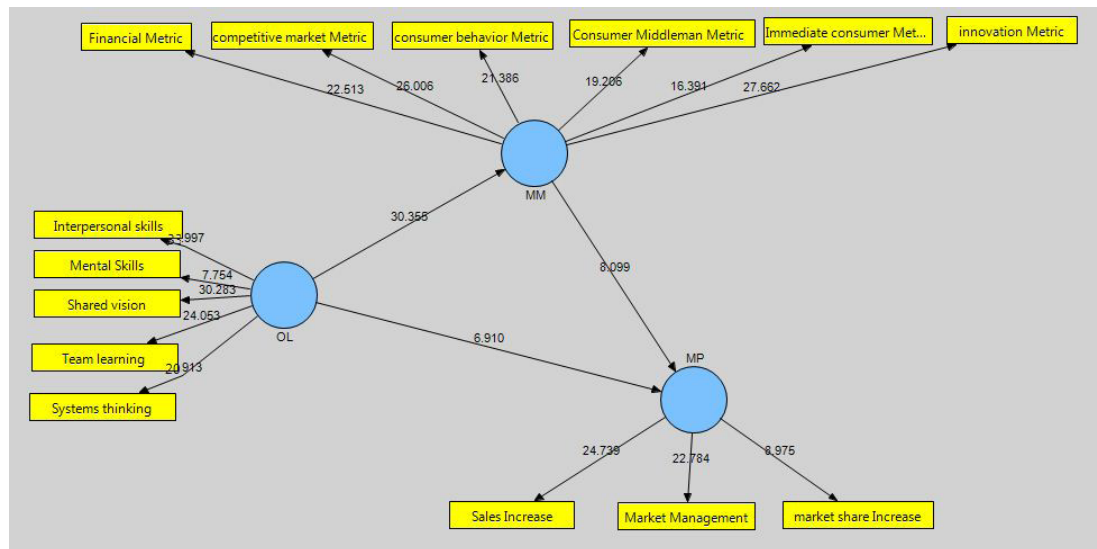 Financial Metric
competitive market Metric
consumer behavior Metric
Consumer Middleman Metric
Immediate consumer Met...
innovation Metric
22.513
26.006
21.386
19.206
16.391
27.662
MM
30.355
8.099
Interpersonal skills
Mental Skills
Shared vision
Team learning
Systems thinking
7.754
30.283
24.053
20.913
OL
6.910
MP
24.739
22.784
Sales Increase
Market Management
market share Increase